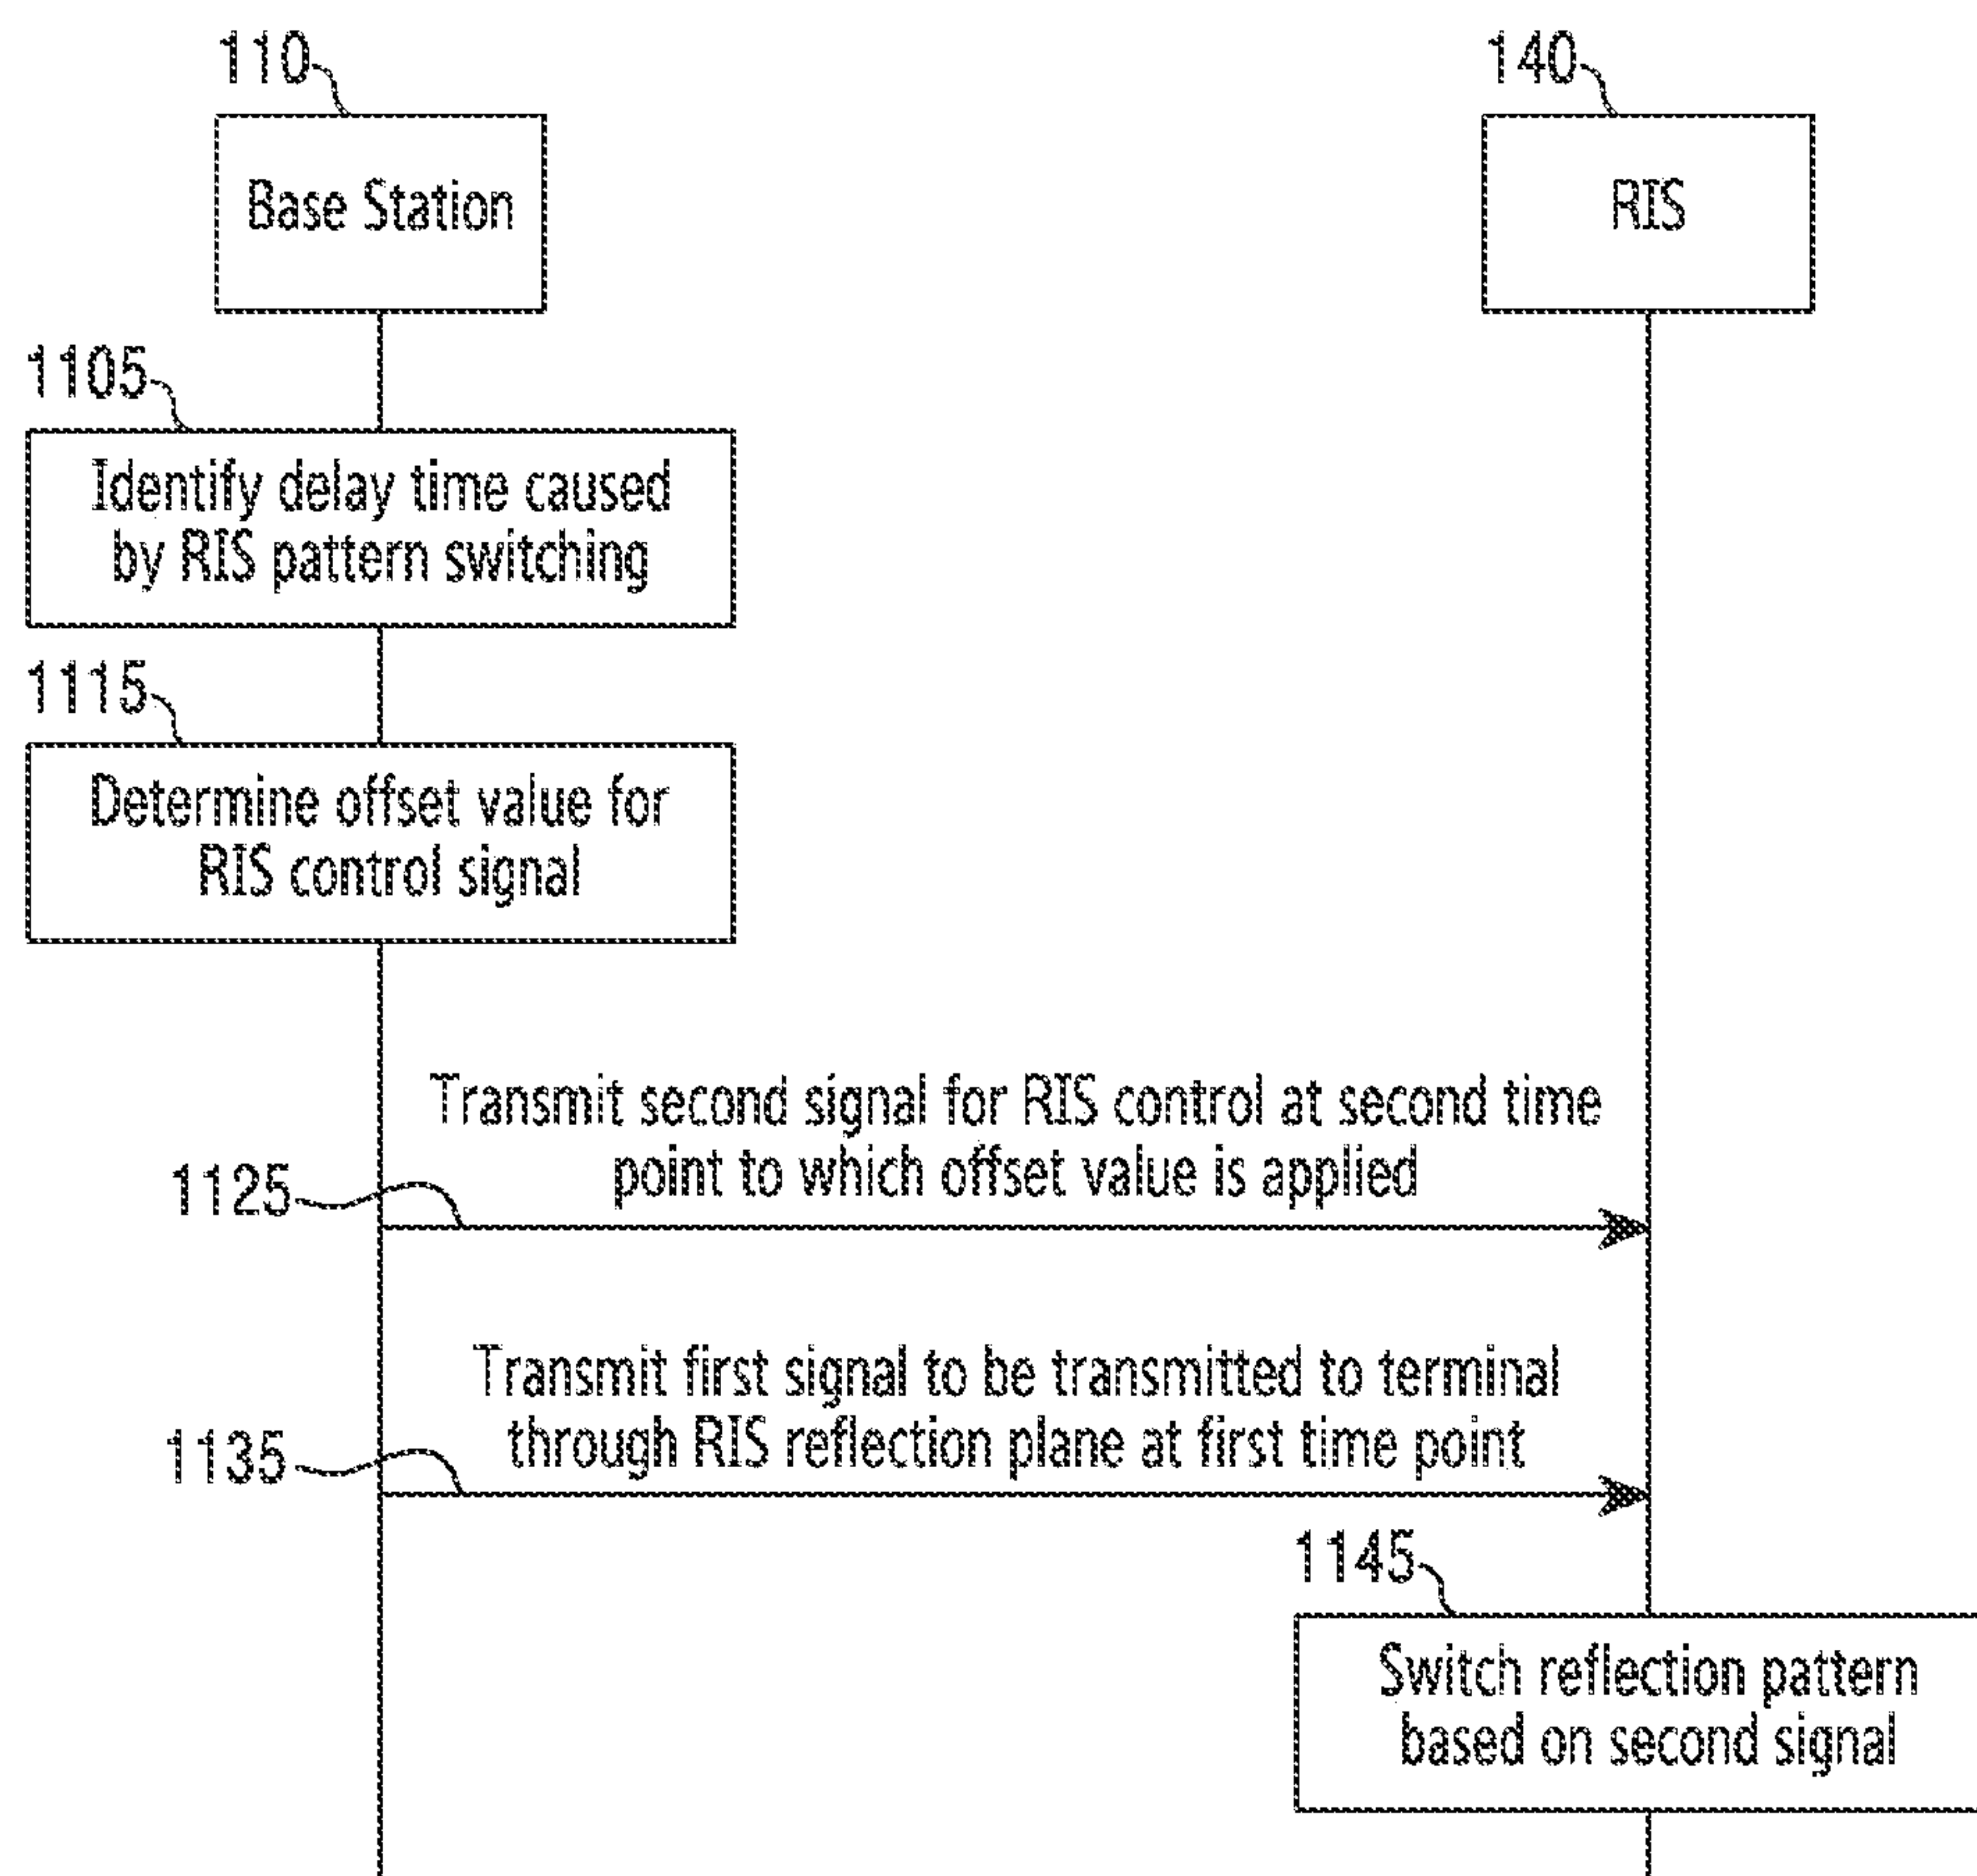 110
140
Base Station
RIS
1105
Identify delay time caused
by RIS pattern switching
1115
Determine offset value for
RIS control signal
Transmit second signal for RIS control at second time
point to which offset value is applied
1125
Transmit first signal to be transmitted to terminal
through RIS reflection plane at first time point
1135
1145
Switch reflection pattern
based on second signal